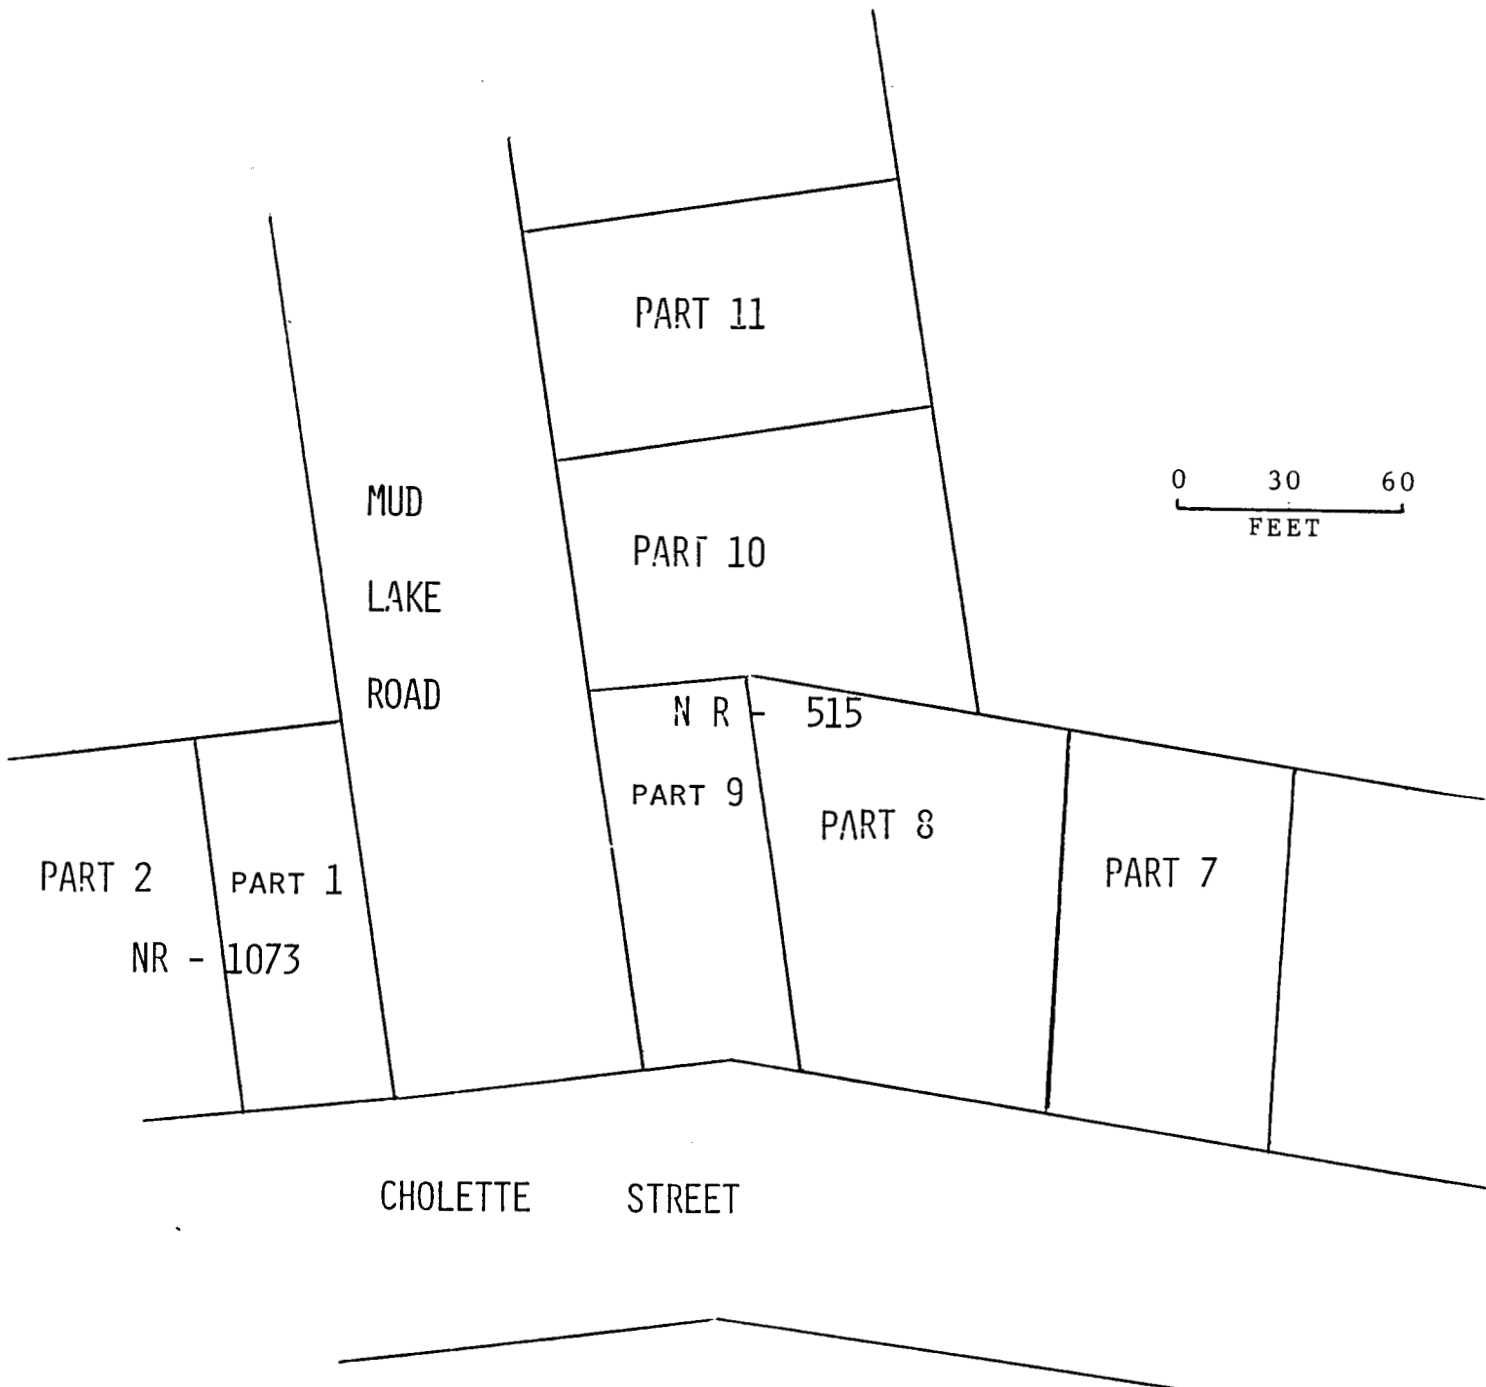 PART 11
MUD
LAKE
ROAD
0 30 60
FEET
PART 10
N R - 515
PART 9
PART 8
PART 7
PART 2
PART 1
NR - 1073
CHOLETTE STREET